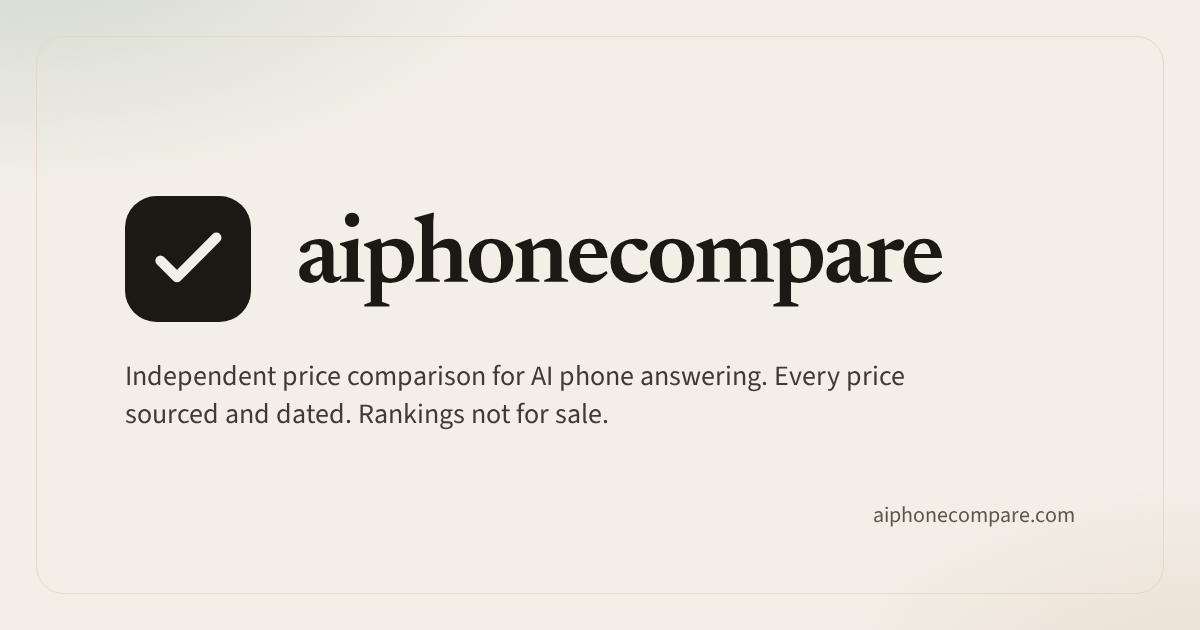 aiphonecompare
Independent price comparison for AI phone answering. Every price
sourced and dated. Rankings not for sale.
aiphonecompare.com